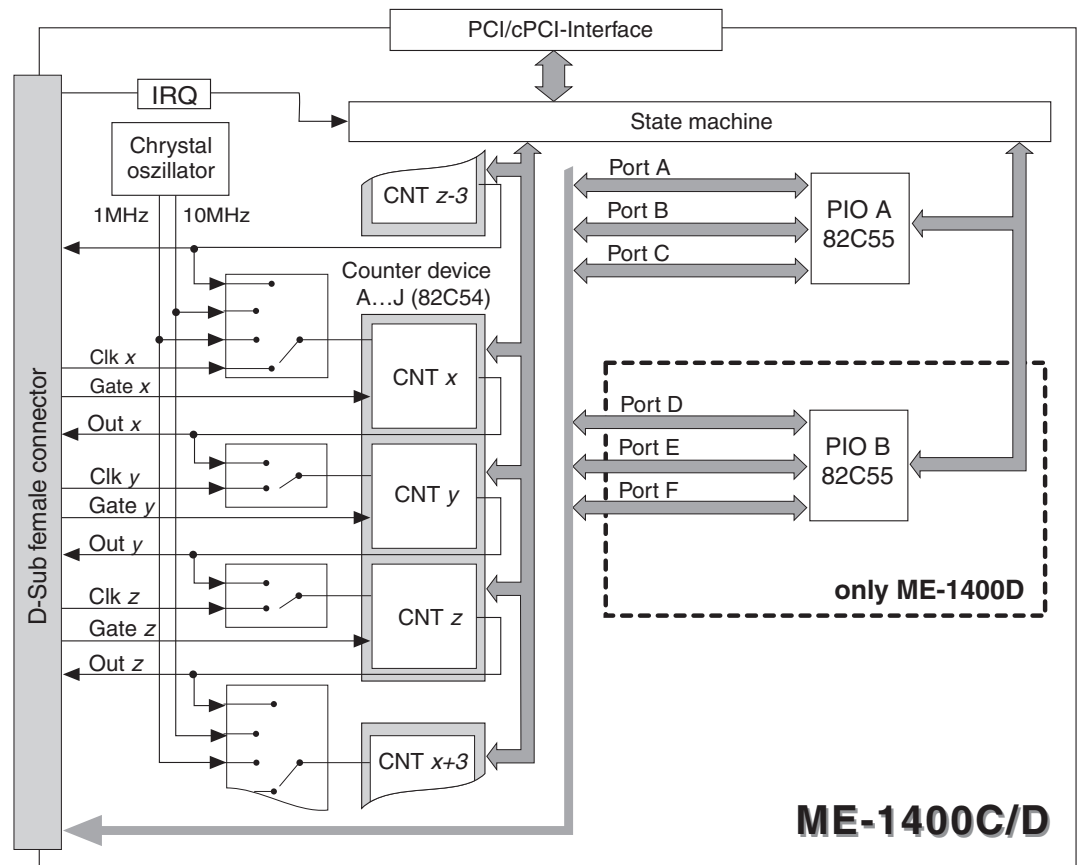 PCI/cPCI-Interface
IRQ
State machine
Chrystal
oszillator
1MHz
10MHz
CNT z-3
Port A
Port B
Port C
PIO A
82C55
Counter device
A…J (82C54)
D-Sub female connector
Clk x
Gate x
CNT x
Out x
Clk y
Gate y
CNT y
Out y
Clk z
Gate z
CNT z
Out z
CNT x+3
Port D
Port E
Port F
PIO B
82C55
only ME-1400D
ME-1400C/D